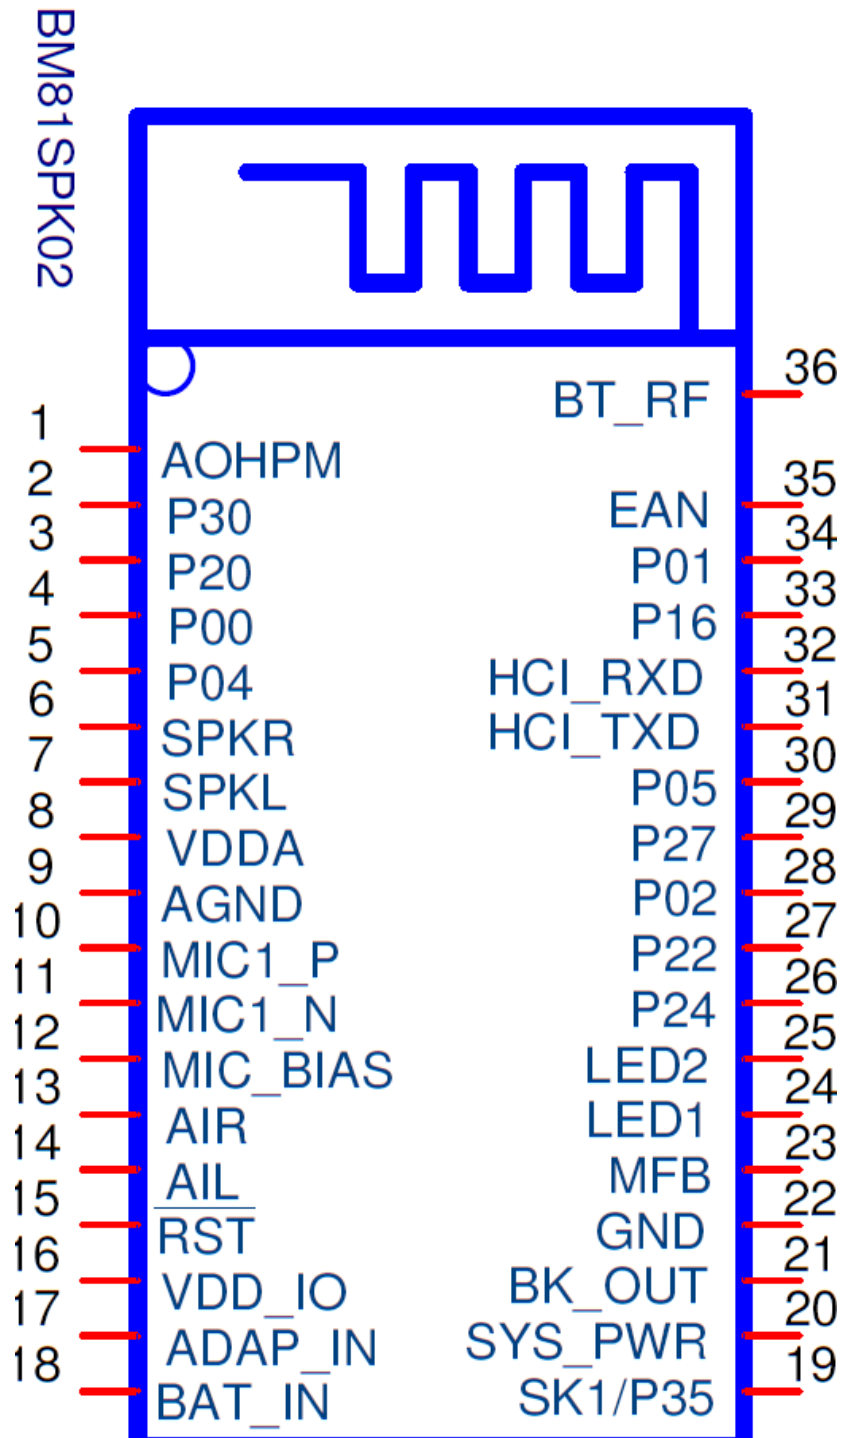 BM81SPK02
36
BT_RF
1
AOHPM
2
P30
35
EAN
3
P20
34
P01
4
P00
33
P16
5
P04
32
HCI_RXD
6
SPKR
31
HCI_TXD
7
SPKL
30
P05
8
VDDA
29
P27
9
AGND
28
P02
10
MIC1_P
27
P22
11
MIC1_N
26
P24
12
MIC_BIAS
25
LED2
13
AIR
24
LED1
14
AIL
23
MFB
15
RST
22
GND
16
VDD_IO
21
BK_OUT
17
ADAP_IN
20
SYS_PWR
18
BAT_IN
19
SK1/P35